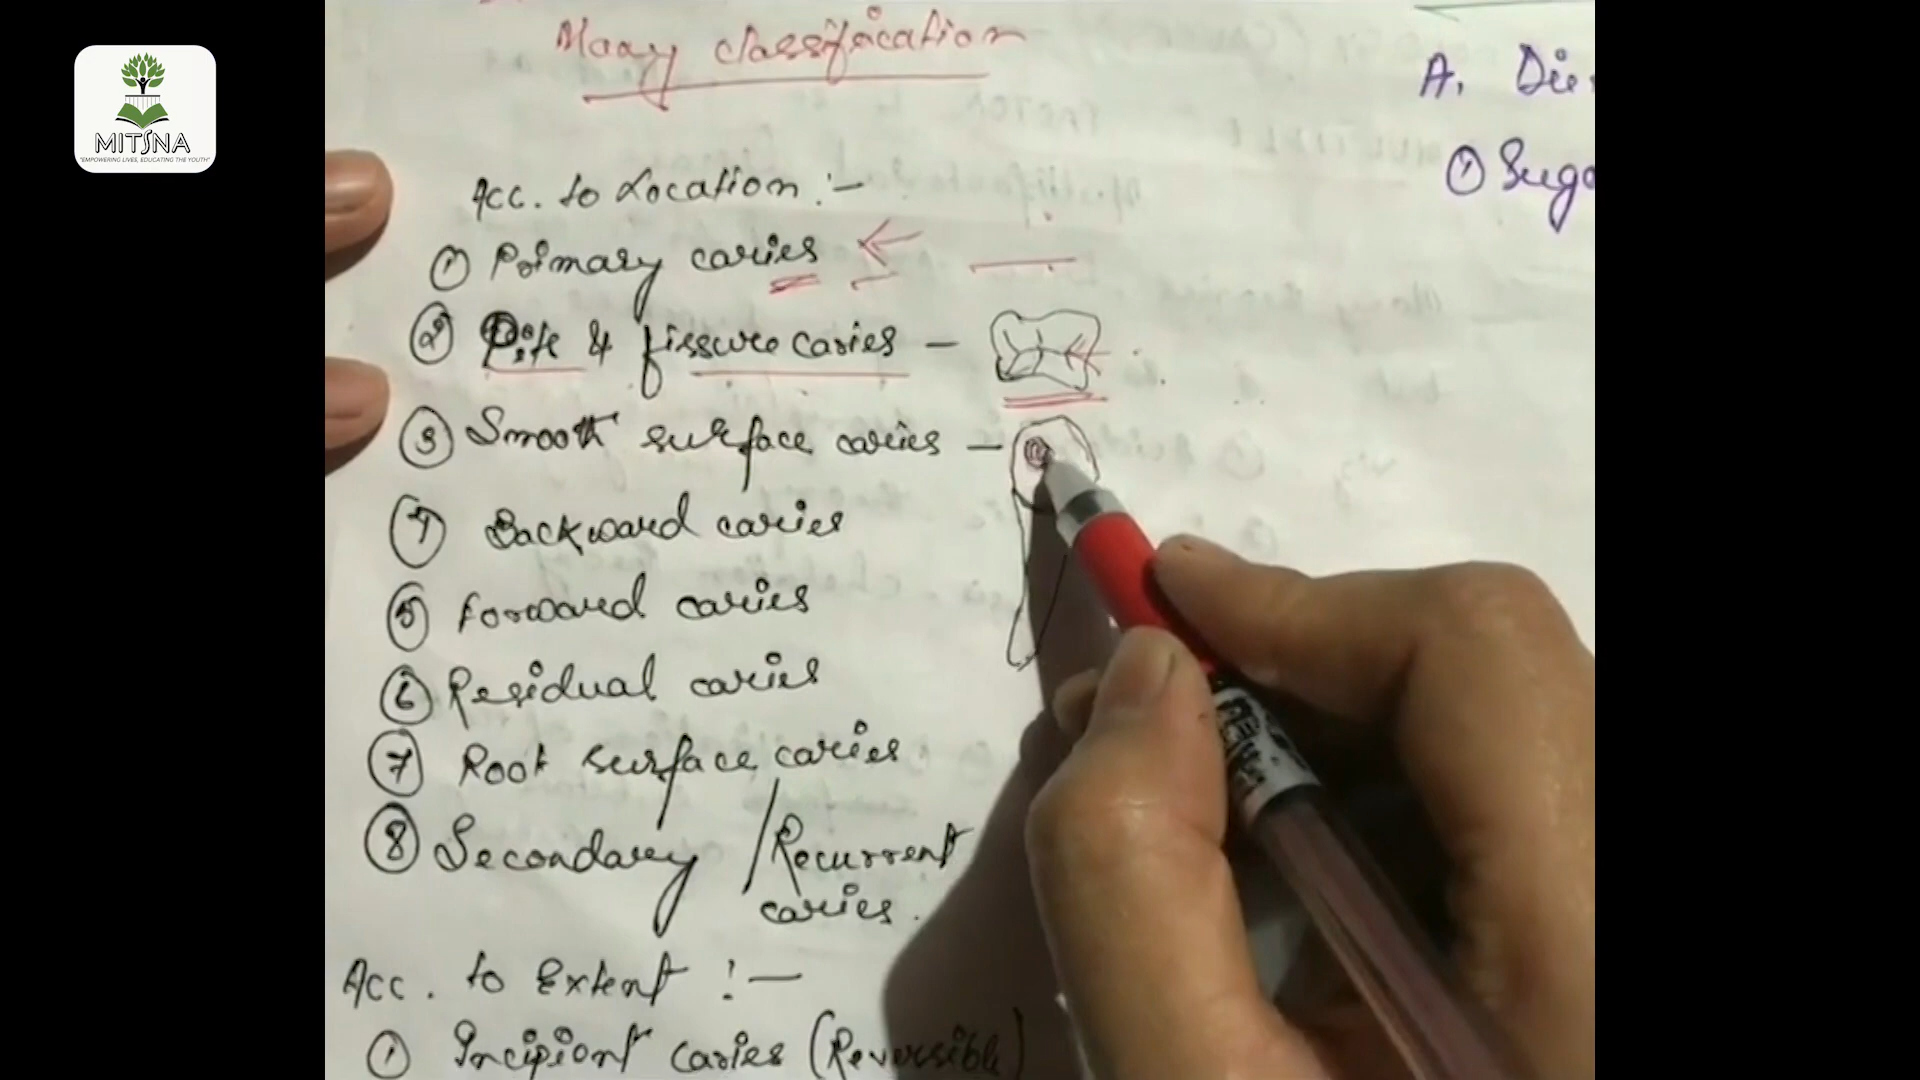 MITSNA
"EMPOWERING LIVES, EDUCATING THE YOUTH"
Many classification
Acc. to Location :-
① Primary caries ←
② Pits & fissure caries -
③ Smooth surface caries -
④ Backward caries
⑤ forward caries
⑥ Residual caries
⑦ Root surface caries
⑧ Secondary / Recurrent
caries.
Acc. to Extent :-
① Incipient caries (Reversible)
A. Die
① Suga